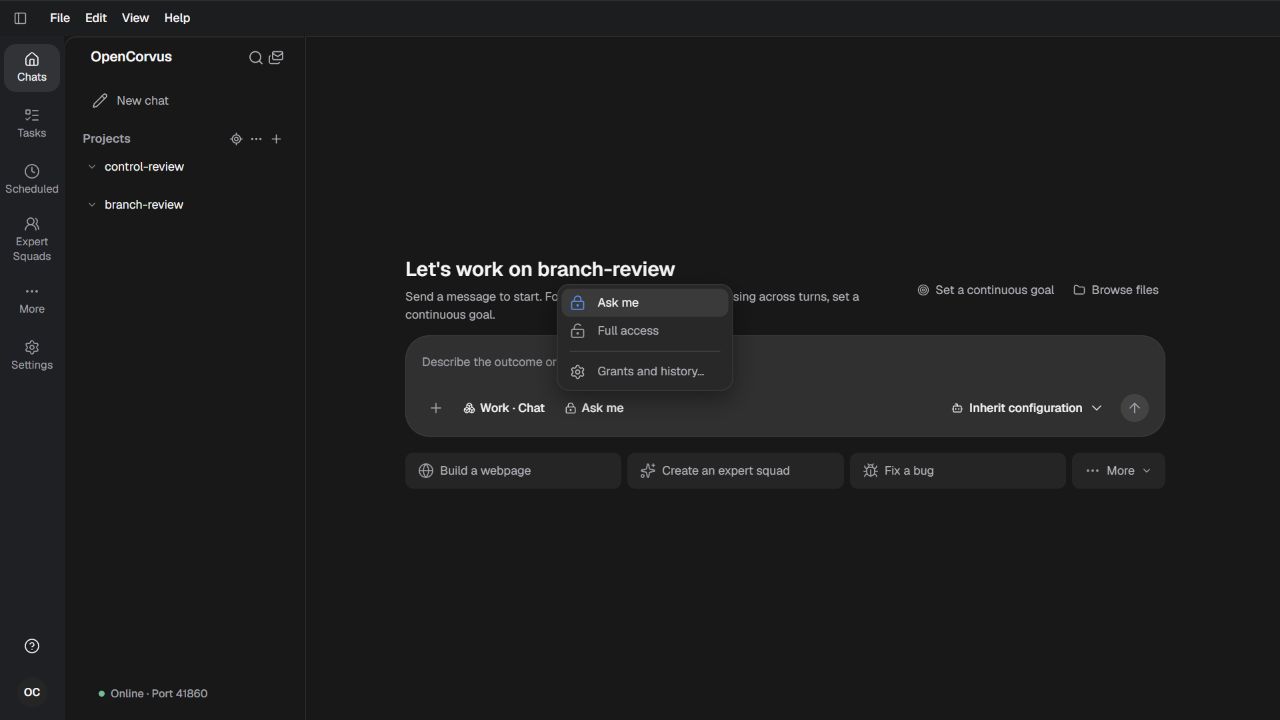 File Edit View Help
Chats
Tasks
Scheduled
Expert
Squads
More
Settings
OC
OpenCorvus
New chat
Projects
control-review
branch-review
Online · Port 41860
Let's work on branch-review
Send a message to start. sing across turns, set a
continuous goal.
Set a continuous goal
Browse files
Ask me
Full access
Grants and history...
Describe the outcome or
Work · Chat
Ask me
Inherit configuration
Build a webpage
Create an expert squad
Fix a bug
More